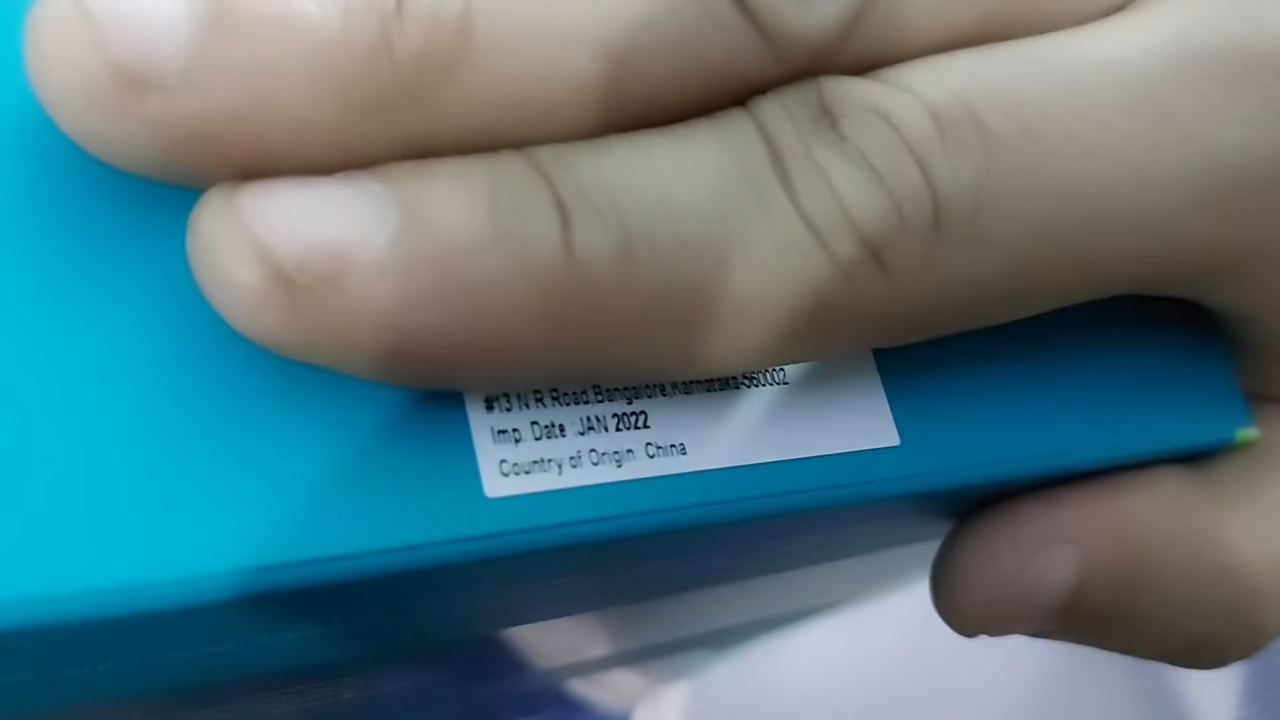 #13 N R Road,Bangalore,Karnataka-560002
Imp. Date :JAN 2022
Country of Origin: China